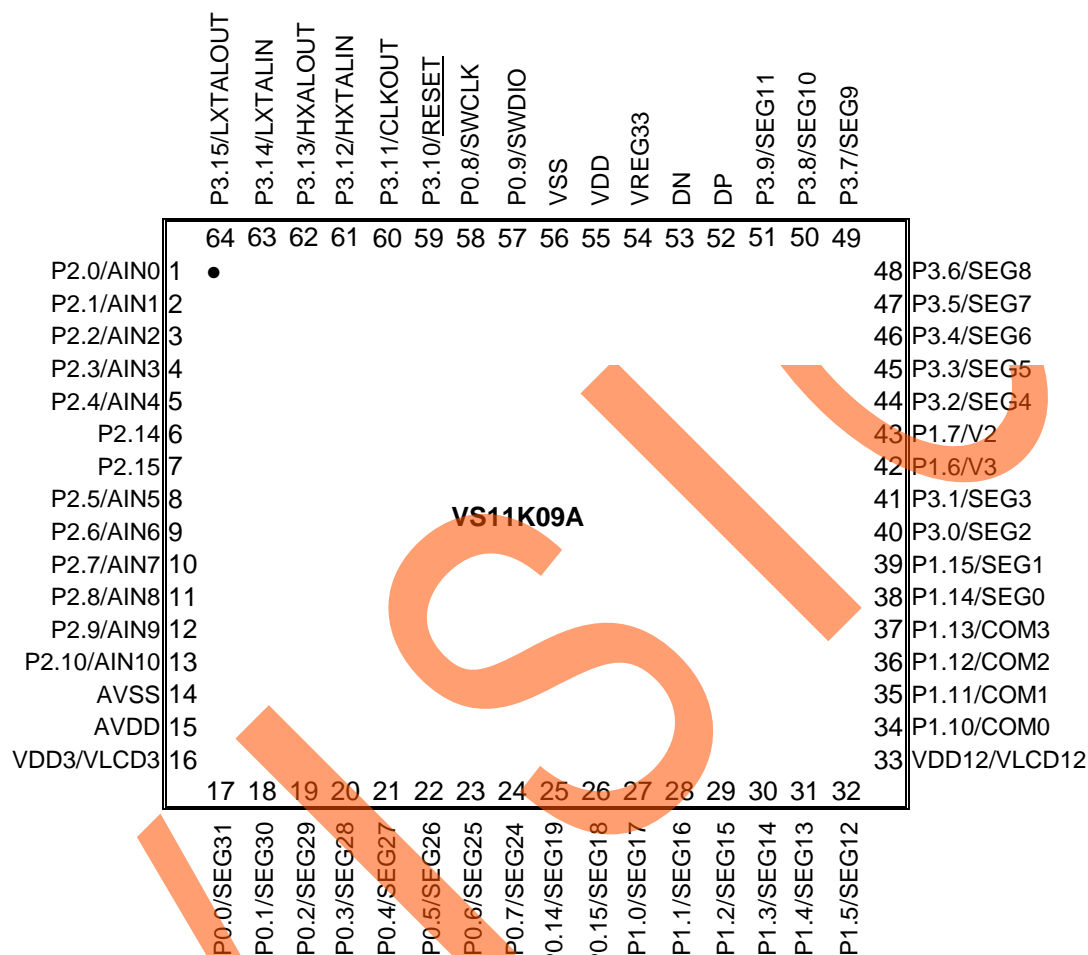 P3.15/LXTALOUT
P3.14/LXTALIN
P3.13/HXALOUT
P3.12/HXTALIN
P3.11/CLKOUT
P3.10/RESET
P0.8/SWCLK
P0.9/SWDIO
VSS
VDD
VREG33
DN
DP
P3.9/SEG11
P3.8/SEG10
P3.7/SEG9
64 63 62 61 60 59 58 57 56 55 54 53 52 51 50 49
P2.0/AIN0 1 48 P3.6/SEG8
P2.1/AIN1 2 47 P3.5/SEG7
P2.2/AIN2 3 46 P3.4/SEG6
P2.3/AIN3 4 45 P3.3/SEG5
P2.4/AIN4 5 44 P3.2/SEG4
P2.14 6 43 P1.7/V2
P2.15 7 42 P1.6/V3
P2.5/AIN5 8 41 P3.1/SEG3
VS11K09A
P2.6/AIN6 9 40 P3.0/SEG2
P2.7/AIN7 10 39 P1.15/SEG1
P2.8/AIN8 11 38 P1.14/SEG0
P2.9/AIN9 12 37 P1.13/COM3
P2.10/AIN10 13 36 P1.12/COM2
AVSS 14 35 P1.11/COM1
AVDD 15 34 P1.10/COM0
VDD3/VLCD3 16 33 VDD12/VLCD12
17 18 19 20 21 22 23 24 25 26 27 28 29 30 31 32
P0.0/SEG31
P0.1/SEG30
P0.2/SEG29
P0.3/SEG28
P0.4/SEG27
P0.5/SEG26
P0.6/SEG25
P0.7/SEG24
P0.14/SEG19
P0.15/SEG18
P1.0/SEG17
P1.1/SEG16
P1.2/SEG15
P1.3/SEG14
P1.4/SEG13
P1.5/SEG12